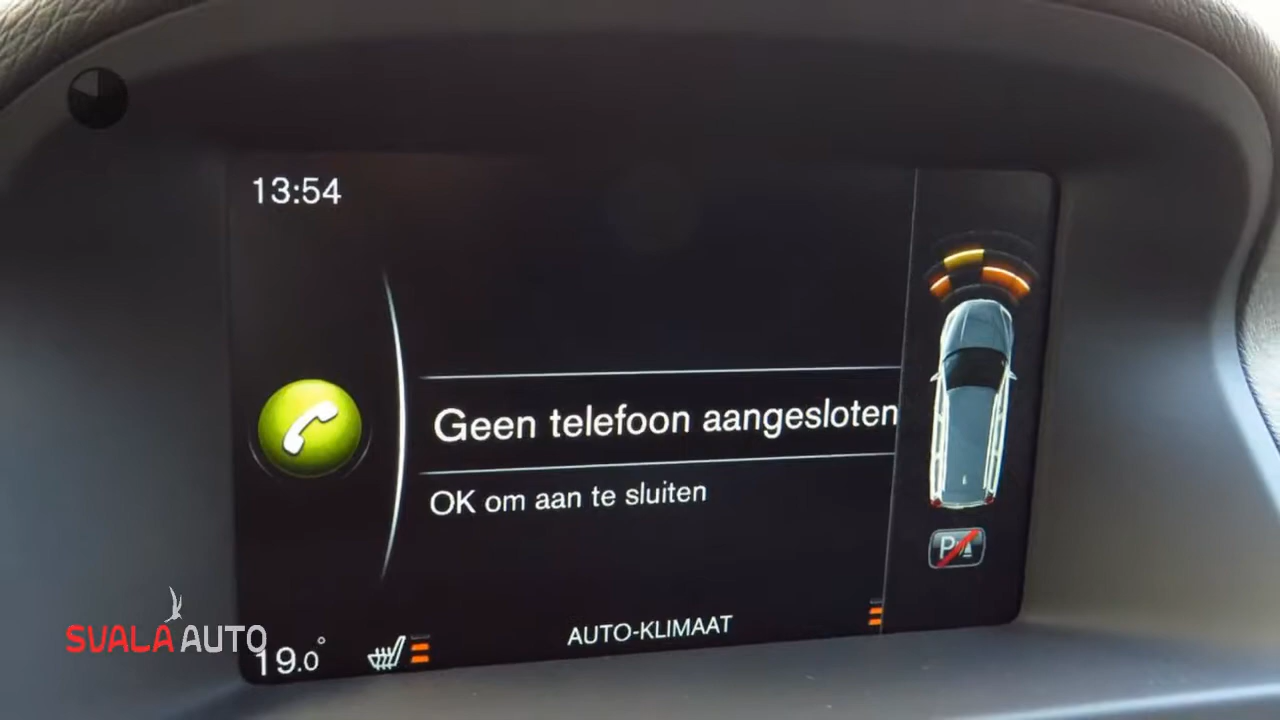 13:54
Geen telefoon aangesloten
OK om aan te sluiten
P
AUTO-KLIMAAT
SVALA AUTO
19.0°